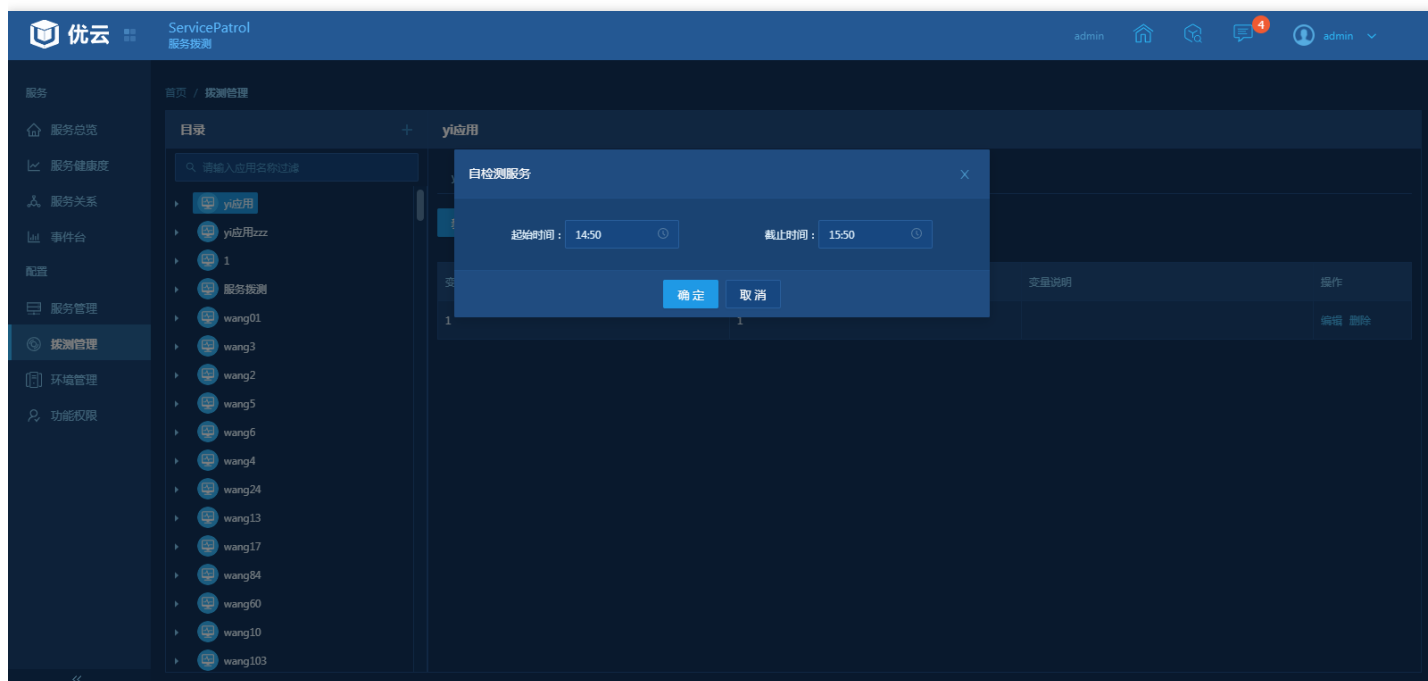 优云
ServicePatrol
服务拨测
admin
4
admin
服务
服务总览
服务健康度
服务关系
事件台
配置
服务管理
拨测管理
环境管理
功能权限
首页 / 拨测管理
目录
请输入应用名称过滤
yi应用
yi应用zzz
1
服务拨测
wang01
wang3
wang2
wang5
wang6
wang4
wang24
wang13
wang17
wang84
wang60
wang10
wang103
yi应用
自检测服务
起始时间： 14:50 截止时间： 15:50
确定 取消
变量说明 操作
1 1 编辑 删除